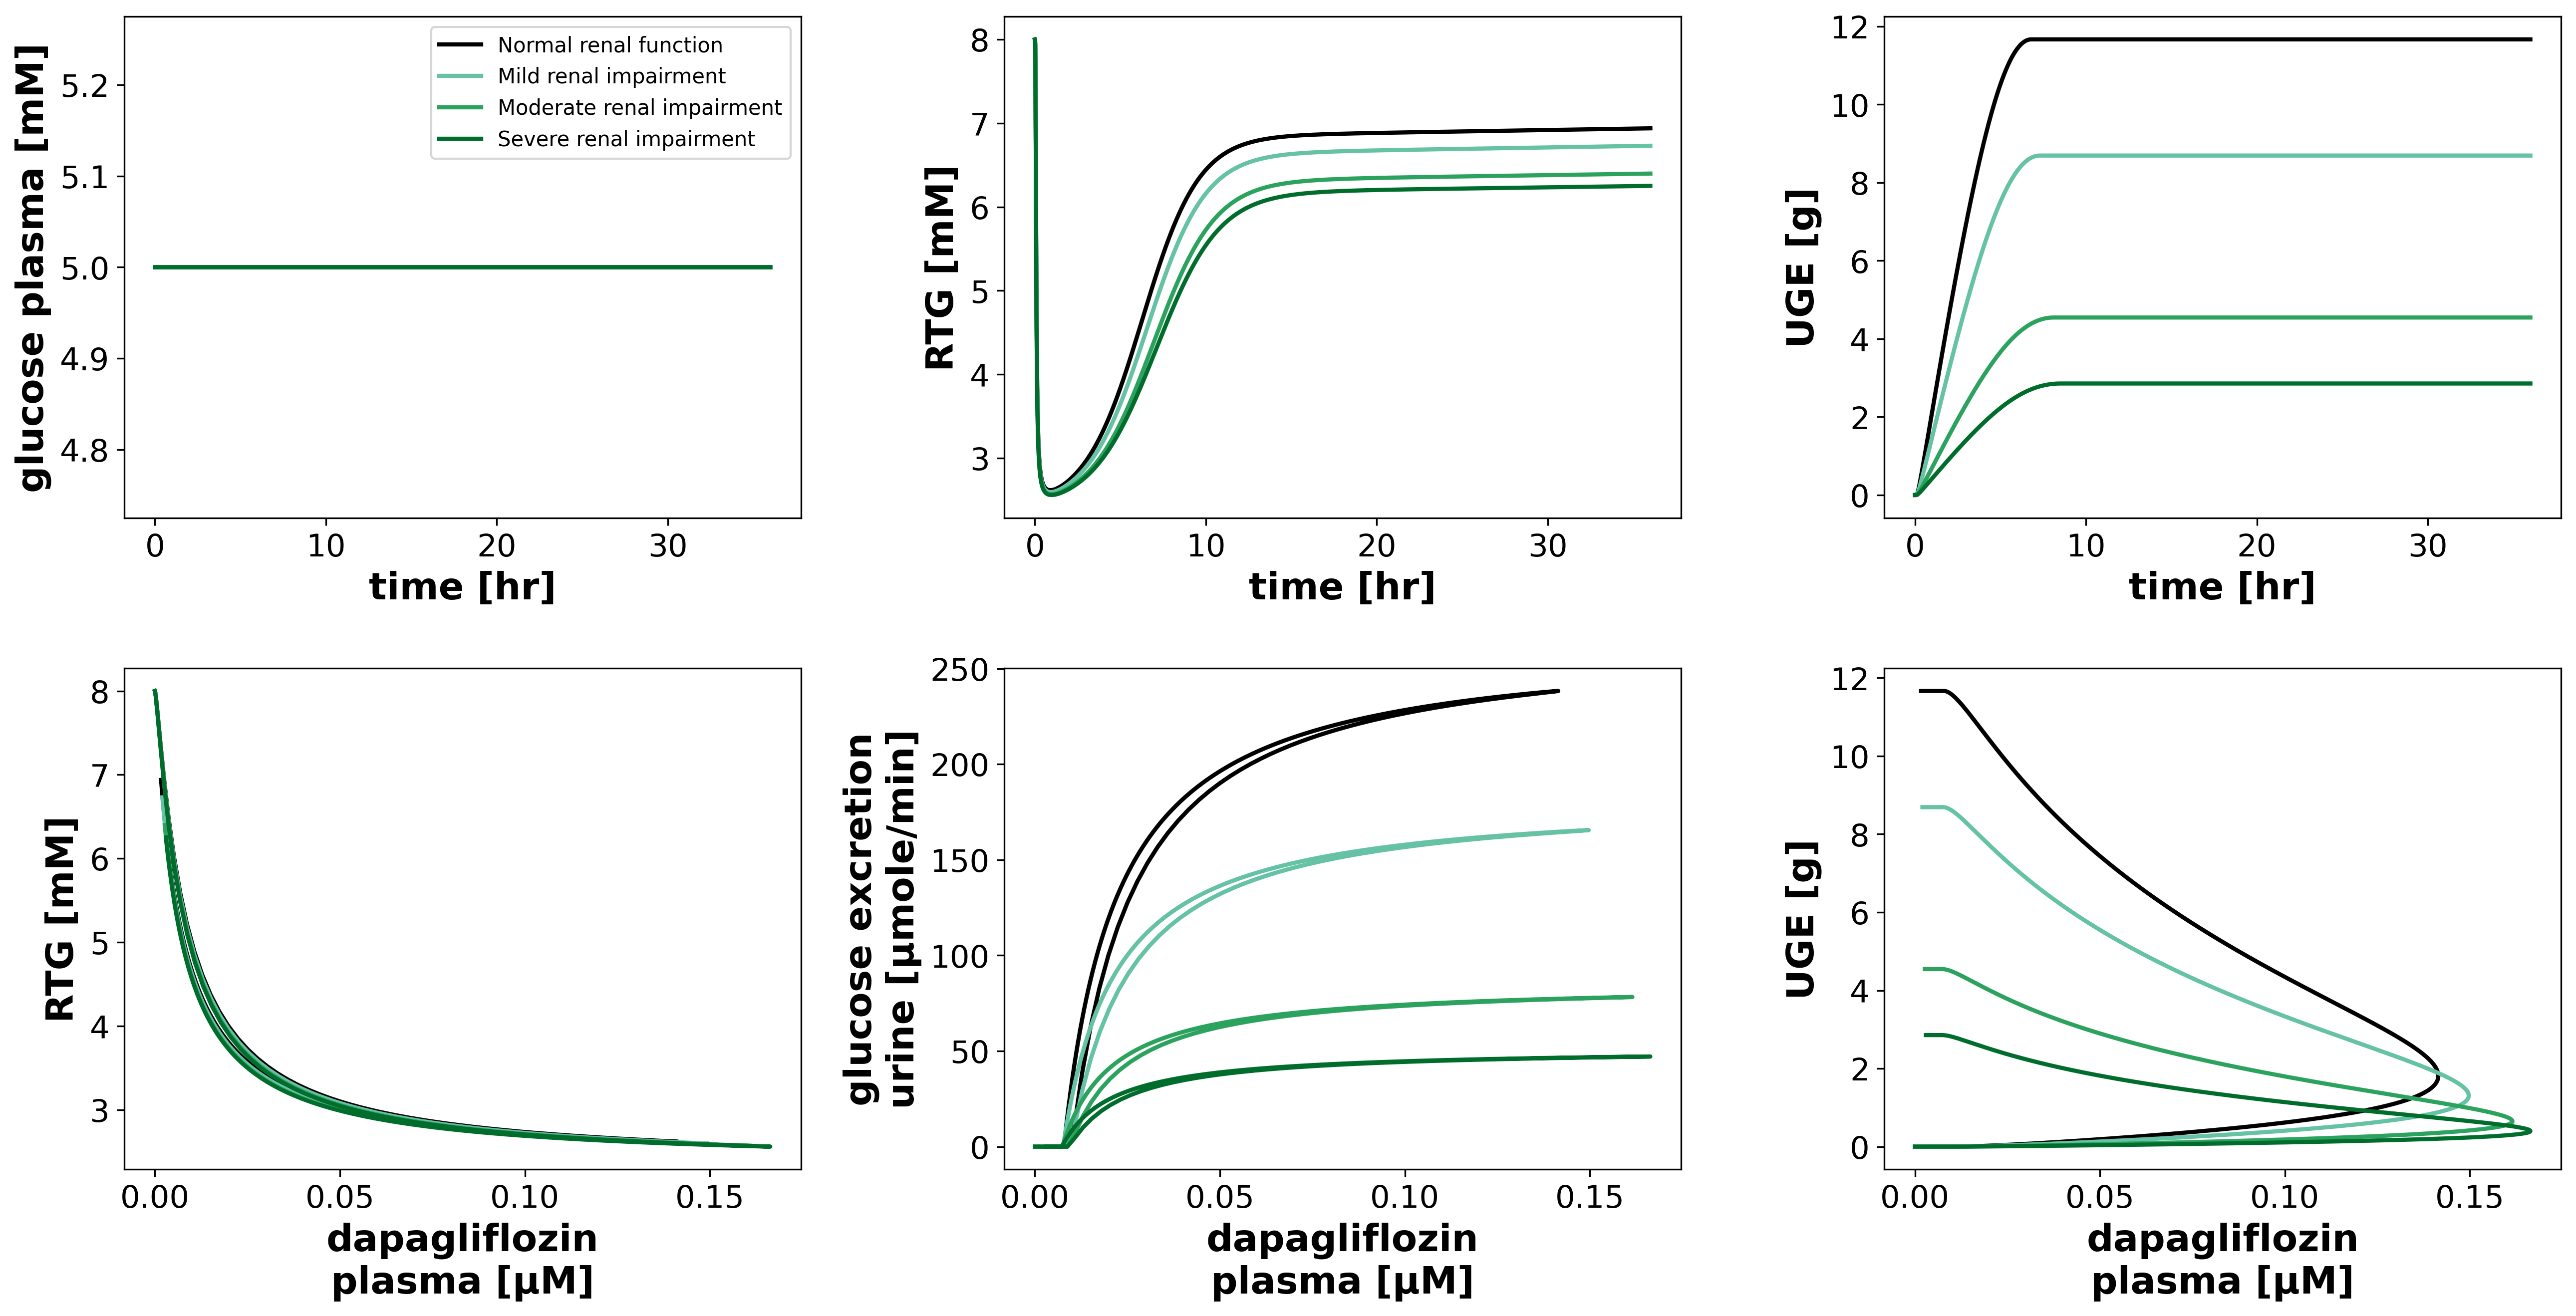 glucose plasma [mM]
5.2
5.1
5.0
4.9
4.8
Normal renal function
Mild renal impairment
Moderate renal impairment
Severe renal impairment
0 10 20 30
time [hr]
RTG [mM]
8
7
6
5
4
3
0 10 20 30
time [hr]
UGE [g]
12
10
8
6
4
2
0
0 10 20 30
time [hr]
RTG [mM]
8
7
6
5
4
3
0.00 0.05 0.10 0.15
dapagliflozin
plasma [µM]
glucose excretion
urine [µmole/min]
250
200
150
100
50
0
0.00 0.05 0.10 0.15
dapagliflozin
plasma [µM]
UGE [g]
12
10
8
6
4
2
0
0.00 0.05 0.10 0.15
dapagliflozin
plasma [µM]